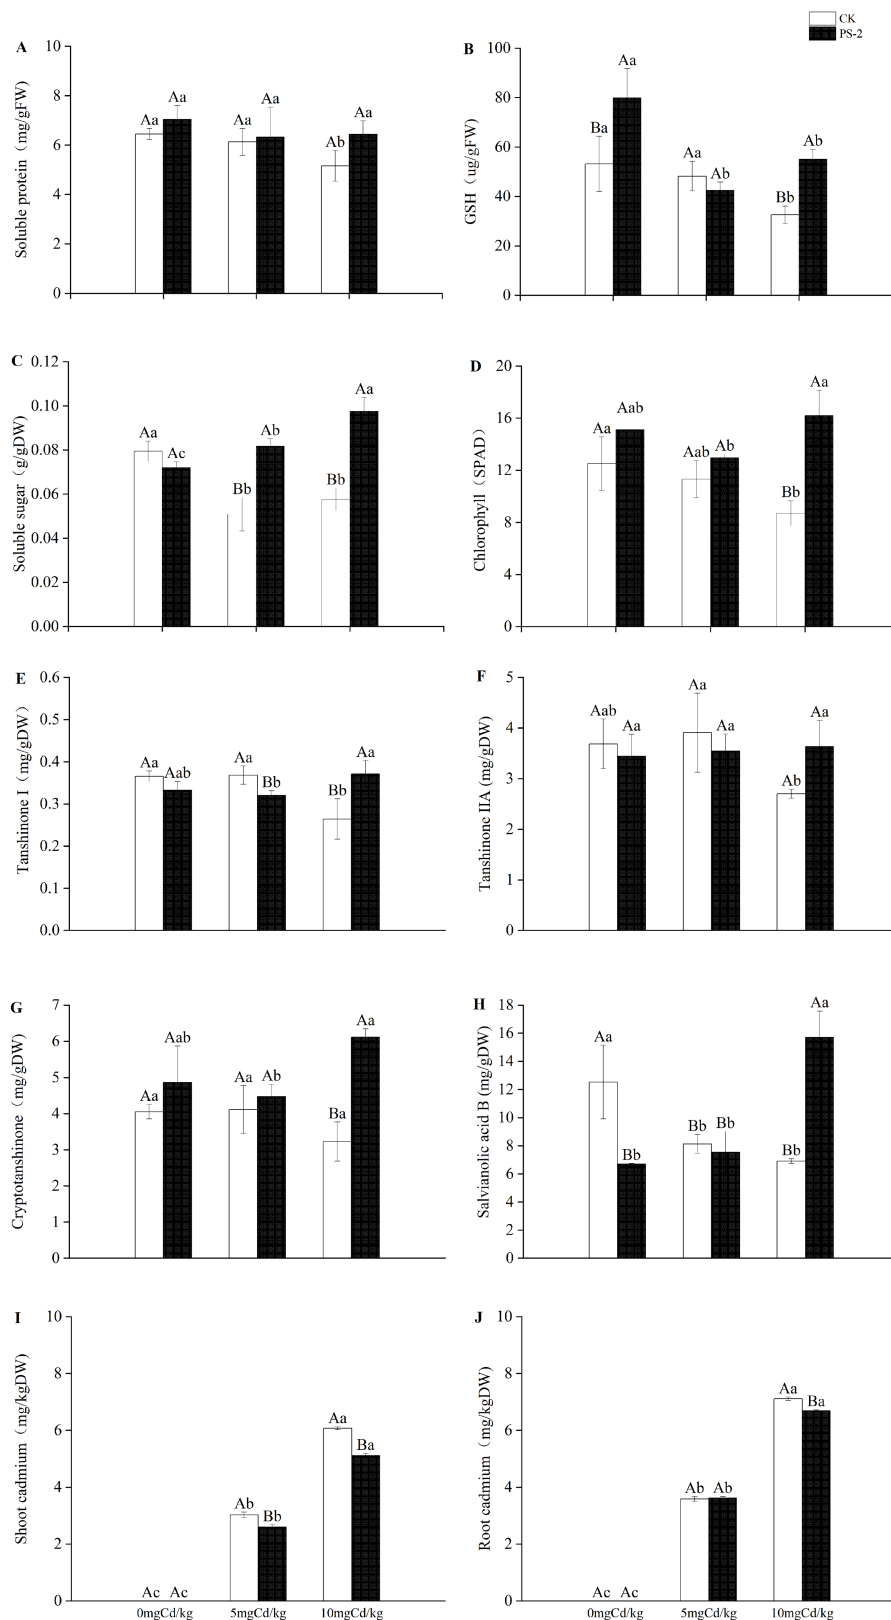 CK
PS-2
A
Soluble protein（mg/gFW)
10
8
6
4
2
0
Aa
Aa
Aa
Aa
Ab
Aa
B
GSH（ug/gFW)
100
80
60
40
20
0
Ba
Aa
Aa
Ab
Bb
Ab
C
Soluble sugar（g/gDW)
0.12
0.10
0.08
0.06
0.04
0.02
0.00
Aa
Ac
Bb
Ab
Bb
Aa
D
Chlorophyll（SPAD）
20
16
12
8
4
0
Aa
Aab
Aab
Ab
Bb
Aa
E
Tanshinone I（mg/gDW）
0.6
0.5
0.4
0.3
0.2
0.1
0.0
Aa
Aab
Aa
Bb
Bb
Aa
F
Tanshinone IIA (mg/gDW)
5
4
3
2
1
0
Aab
Aa
Aa
Aa
Ab
Aa
G
Cryptotanshinone（mg/gDW)
7
6
5
4
3
2
1
0
Aa
Aab
Aa
Ab
Ba
Aa
H
Salvianolic acid B (mg/gDW)
18
16
14
12
10
8
6
4
2
0
Aa
Bb
Bb
Bb
Bb
Aa
I
Shoot cadmium（mg/kgDW)
10
8
6
4
2
0
Ac
Ac
Ab
Bb
Aa
Ba
0mgCd/kg
5mgCd/kg
10mgCd/kg
J
Root cadmium（mg/kgDW)
10
8
6
4
2
0
Ac
Ac
Ab
Ab
Aa
Ba
0mgCd/kg
5mgCd/kg
10mgCd/kg